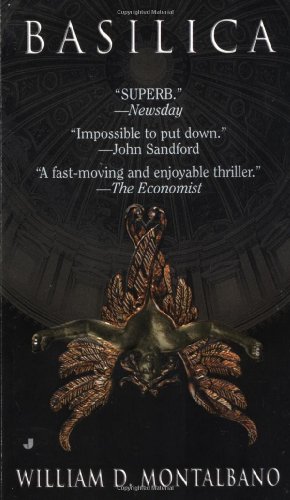 BASILICA
“SUPERB.”
—Newsday
“Impossible to put down.”
—John Sandford
“A fast-moving and enjoyable thriller.”
—The Economist
J
WILLIAM D. MONTALBANO